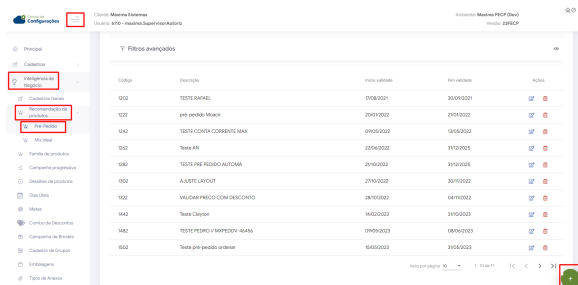 Central de
Configurações
Cliente: Máxima Sistemas
Usuário: 6110 - maxima.SupervisorAutoriz
Ambiente: Maxima FECP (Dev)
Versão: 23FECP
Principal
Cadastros
Inteligência de
Negócio
Cadastros Gerais
Recomendação de
produtos
Pré-Pedido
Mix Ideal
Família de produtos
Campanha progressiva
Detalhes de produtos
Dias Úteis
Metas
Combo de Descontos
Campanha de Brindes
Cadastro de Grupos
Embalagens
Tipos de Anexos
Filtros avançados
Código Descrição Início validade Fim validade Ações
1202 TESTE RAFAEL 17/08/2021 30/09/2021
1222 pré-pedido Moacir 20/01/2022 21/01/2022
1242 TESTE CONTA CORRENTE MAX 09/05/2022 13/05/2022
1262 Teste AN 22/06/2022 31/12/2025
1282 TESTE PRE PEDIDO AUTOMA 21/10/2022 31/12/2025
1302 AJUSTE LAYOUT 27/10/2022 30/11/2022
1322 VALIDAR PRECO COM DESCONTO 28/10/2022 04/11/2022
1442 Teste Cleyton 14/02/2023 31/10/2023
1482 TESTE PEDRO // MXPEDDV-46456 09/05/2023 08/06/2023
1502 Teste pré-pedido ordenar 15/05/2023 31/05/2023
Itens por página 10 1 - 10 de 17